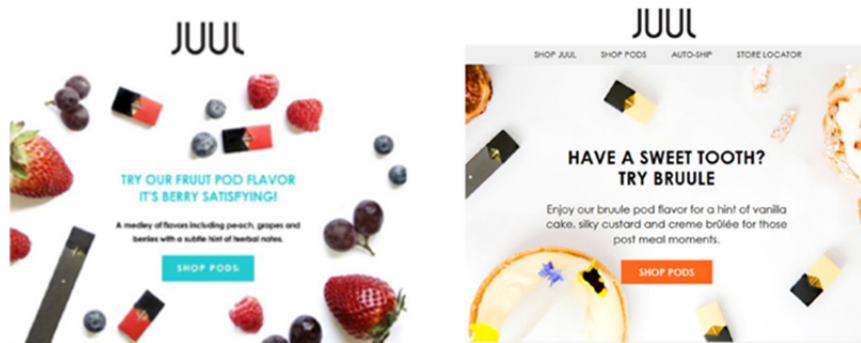 JUUL
TRY OUR FRUUT POD FLAVOR
IT'S BERRY SATISFYING!
A medley of flavors including peach, grapes and
berries with a subtle hint of herbal notes.
SHOP PODS
JUUL
SHOP JUUL SHOP PODS AUTO-SHIP STORE LOCATOR
HAVE A SWEET TOOTH?
TRY BRUULE
Enjoy our bruule pod flavor for a hint of vanilla
cake, silky custard and creme brûlée for those
post meal moments.
SHOP PODS